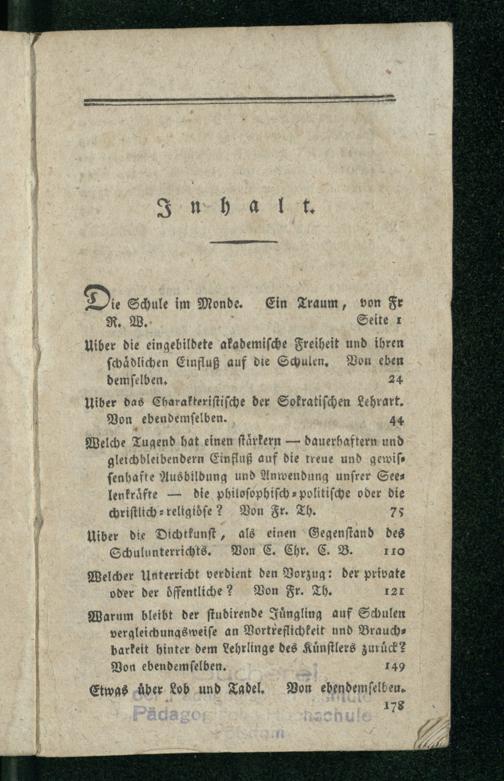 Inhalt.
Die Schule im Monde. Ein Traum, von Fr
R. W. Seite 1
Uiber die eingebildete akademische Freiheit und ihren
schädlichen Einfluß auf die Schulen. Von eben
demselben. 24
Uiber das Charakteristische der Sokratischen Lehrart.
Von ebendemselben. 44
Welche Tugend hat einen stärkern — dauerhaftern und
gleichbleibendern Einfluß auf die treue und gewis-
senhafte Ausbildung und Anwendung unsrer See-
lenkräfte — die philosophisch-politische oder die
christlich-religiöse? Von Fr. Th. 75
Uiber die Dichtkunst, als einen Gegenstand des
Schulunterrichts. Von C. Chr. C. B. 110
Welcher Unterricht verdient den Vorzug: der private
oder der öffentliche? Von Fr. Th. 121
Warum bleibt der studirende Jüngling auf Schulen
vergleichungsweise an Vortreflichkeit und Brauch-
barkeit hinter dem Lehrlinge des Künstlers zurück?
Von ebendemselben. 149
Etwas über Lob und Tadel. Von ebendemselben.
178
Bücherei
der
Pädagog Hochschule
Potsdam